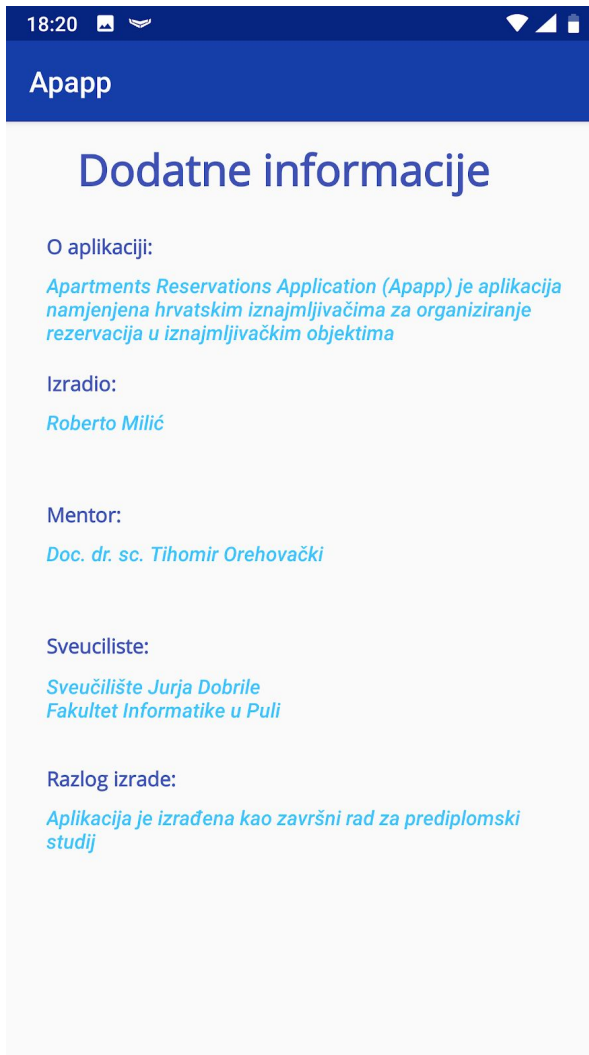 18:20
Apapp
Dodatne informacije
O aplikaciji:
Apartments Reservations Application (Apapp) je aplikacija
namjenjena hrvatskim iznajmljivačima za organiziranje
rezervacija u iznajmljivačkim objektima
Izradio:
Roberto Milić
Mentor:
Doc. dr. sc. Tihomir Orehovački
Sveuciliste:
Sveučilište Jurja Dobrile
Fakultet Informatike u Puli
Razlog izrade:
Aplikacija je izrađena kao završni rad za prediplomski
studij